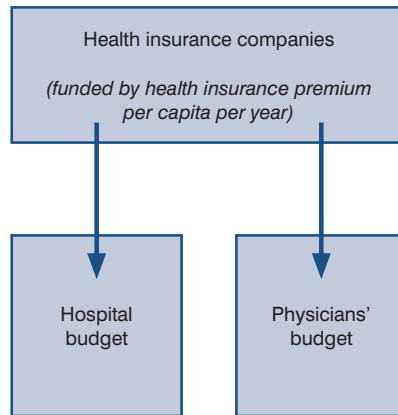 Health insurance companies
(funded by health insurance premium
per capita per year)
Hospital
budget
Physicians'
budget